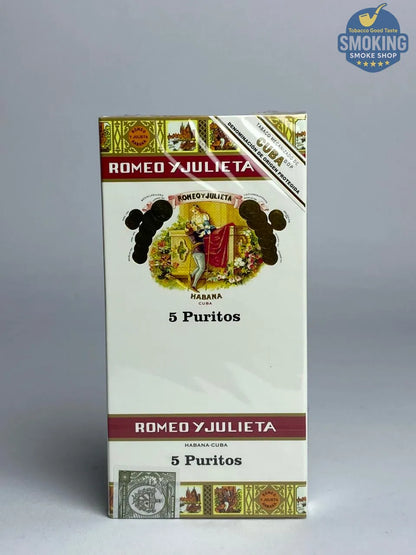 Tobacco Good Taste
SMOKING
SMOKE SHOP
ROMEO Y JULIETA
CUBA
DENOMINACIÓN DE ORIGEN PROTEGIDA
ROMEO Y JULIETA
HABANA
CUBA
5 Puritos
ROMEO Y JULIETA
HABANA-CUBA
5 Puritos